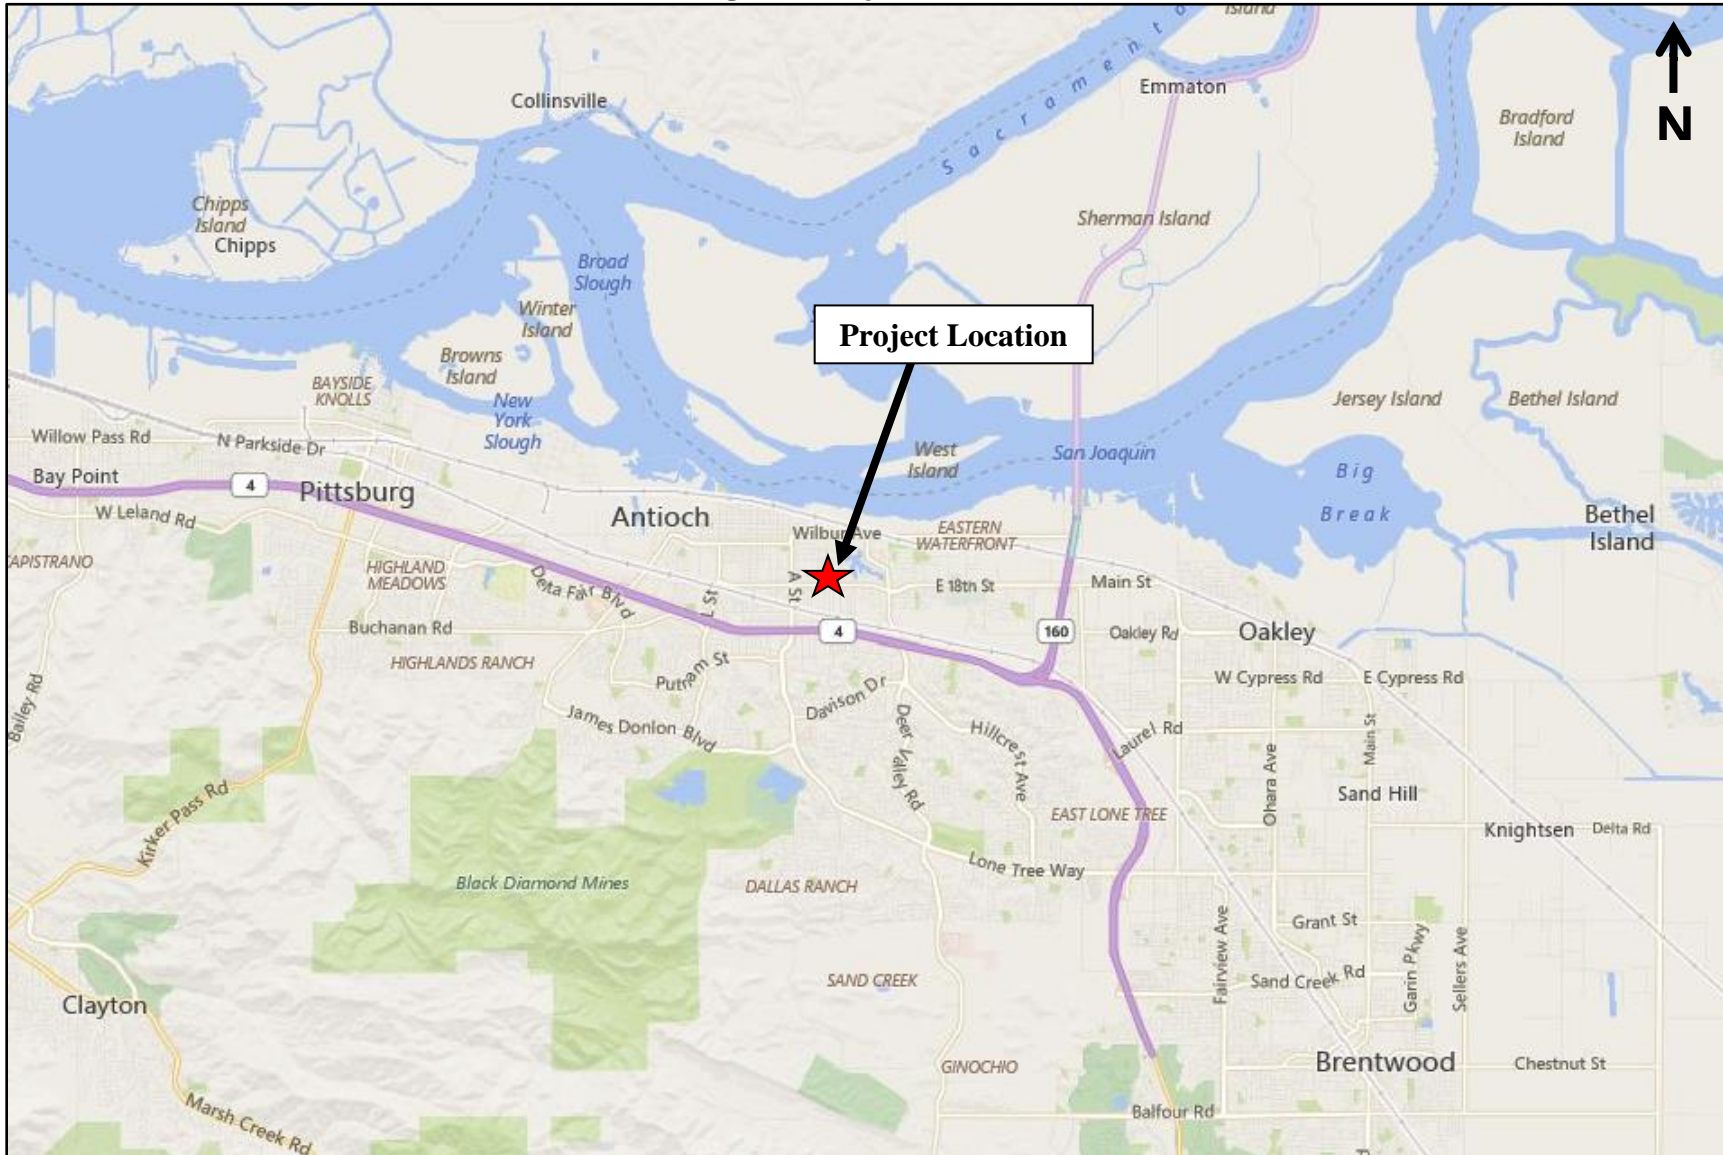 Island
Sacramento
Emmaton
N
Collinsville
Bradford
Island
Chipps
Island
Chipps
Sherman Island
Broad
Slough
Winter
Island
Project Location
Browns
Island
BAYSIDE
KNOLLS
New
York
Slough
Jersey Island
Bethel Island
Willow Pass Rd
N Parkside Dr
West
Island
San Joaquin
Big
Break
Bay Point
4
Pittsburg
W Leland Rd
Antioch
Wilbur Ave
EASTERN
WATERFRONT
Bethel
Island
CAPISTRANO
HIGHLAND
MEADOWS
Delta Fair Blvd
L St
A St
E 18th St
Main St
Buchanan Rd
4
160
Oakley Rd
Oakley
HIGHLANDS RANCH
Putnam St
W Cypress Rd
E Cypress Rd
Bailey Rd
James Donlon Blvd
Davison Dr
Deer Valley Rd
Hillcrest Ave
Laurel Rd
Main St
Ohara Ave
Sand Hill
Kirker Pass Rd
EAST LONE TREE
Knightsen
Delta Rd
Black Diamond Mines
DALLAS RANCH
Lone Tree Way
Grant St
Fairview Ave
Garin Pkwy
Sellers Ave
SAND CREEK
Sand Creek Rd
Clayton
GINOCHIO
Brentwood
Chestnut St
Marsh Creek Rd
Balfour Rd